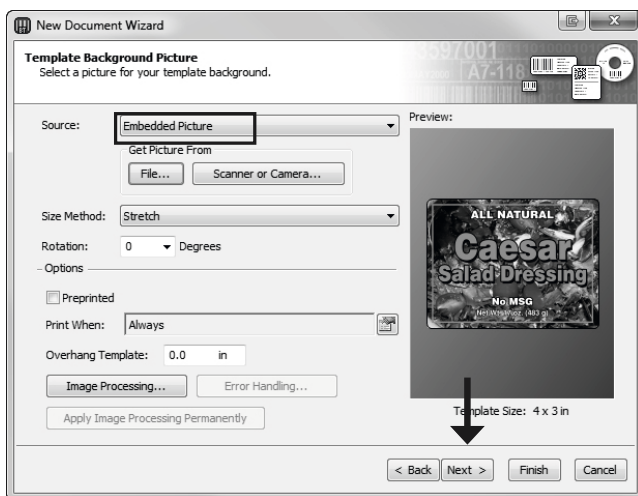 New Document Wizard
Template Background Picture
Select a picture for your template background.
3597001
A7-118
Source:
Embedded Picture
Get Picture From
File...
Scanner or Camera...
Size Method:
Stretch
Rotation:
0
Degrees
Options
Preprinted
Print When:
Always
Overhang Template:
0.0 in
Image Processing...
Error Handling...
Apply Image Processing Permanently
Preview:
ALL NATURAL
Caesar
Salad Dressing
No MSG
Template Size: 4 x 3 in
< Back
Next >
Finish
Cancel